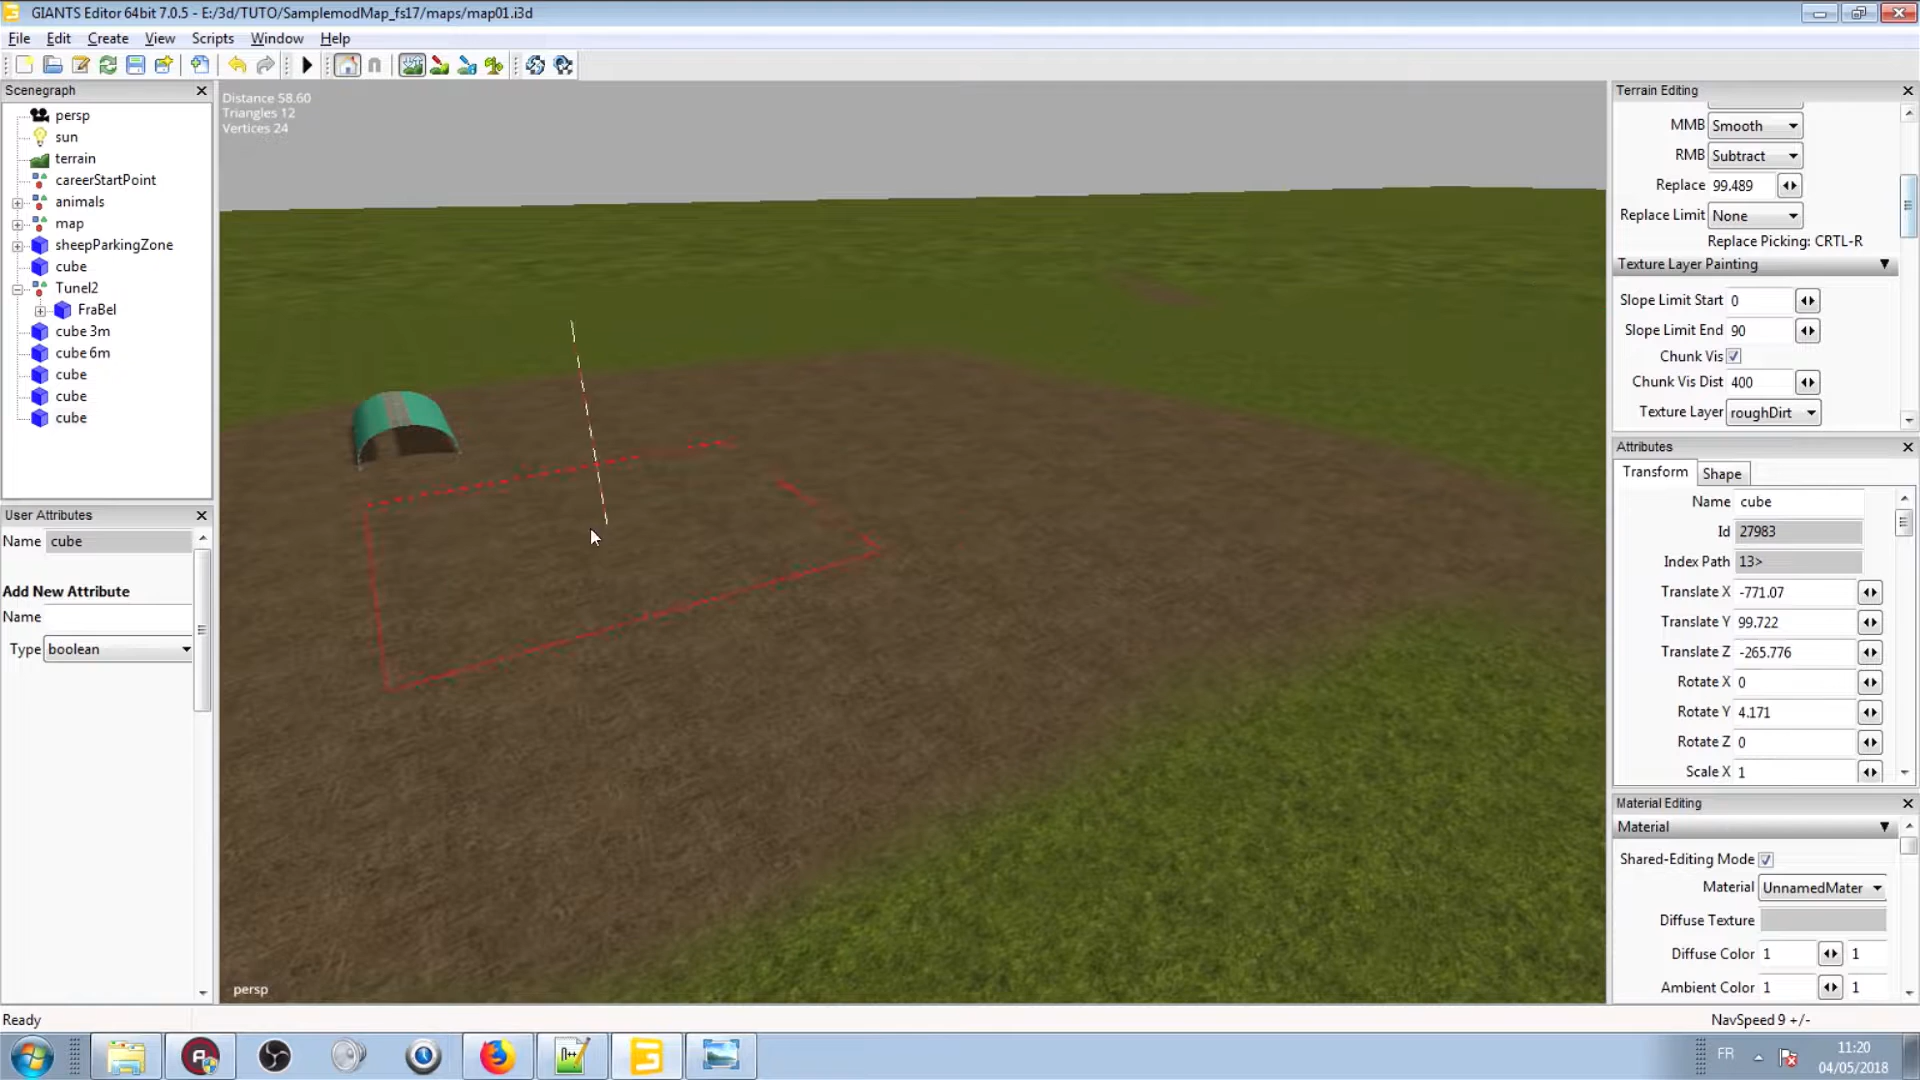 GIANTS Editor 64bit 7.0.5 - E:/3d/TUTO/SamplemodMap_fs17/maps/map01.i3d
File Edit Create View Scripts Window Help
Scenegraph
persp
sun
terrain
careerStartPoint
animals
map
sheepParkingZone
cube
Tunel2
FraBel
cube 3m
cube 6m
cube
cube
cube
User Attributes
Name cube
Add New Attribute
Name
Type boolean
Distance 58.60
Triangles 12
Vertices 24
persp
Terrain Editing
MMB Smooth
RMB Subtract
Replace 99.489
Replace Limit None
Replace Picking: CRTL-R
Texture Layer Painting
Slope Limit Start 0
Slope Limit End 90
Chunk Vis
Chunk Vis Dist 400
Texture Layer roughDirt
Attributes
Transform Shape
Name cube
Id 27983
Index Path 13>
Translate X -771.07
Translate Y 99.722
Translate Z -265.776
Rotate X 0
Rotate Y 4.171
Rotate Z 0
Scale X 1
Material Editing
Material
Shared-Editing Mode
Material UnnamedMater
Diffuse Texture
Diffuse Color 1 1
Ambient Color 1 1
Ready
NavSpeed 9 +/-
FR
11:20
04/05/2018